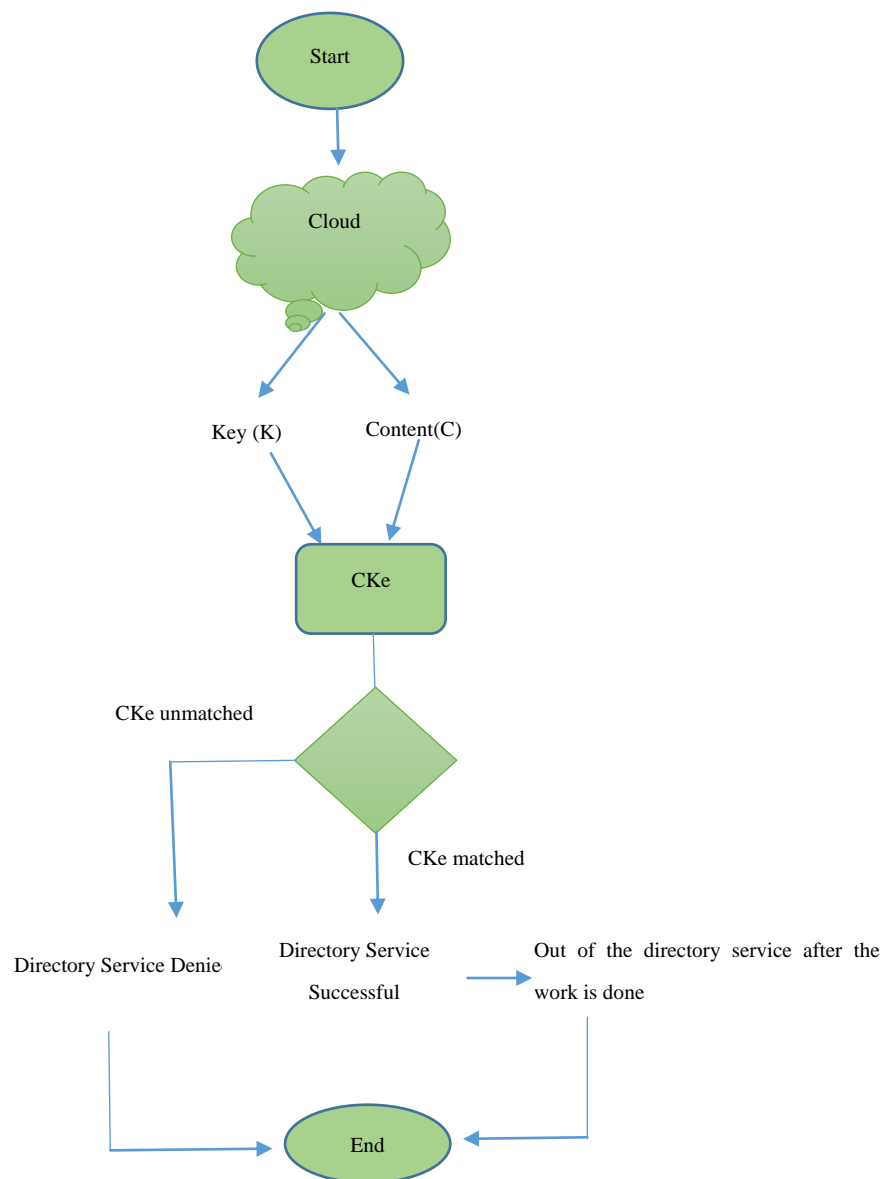 Start
Cloud
Key (K)
Content(C)
CKe
CKe unmatched
CKe matched
Directory Service Denie
Directory Service
Successful
Out of the directory service after the
work is done
End